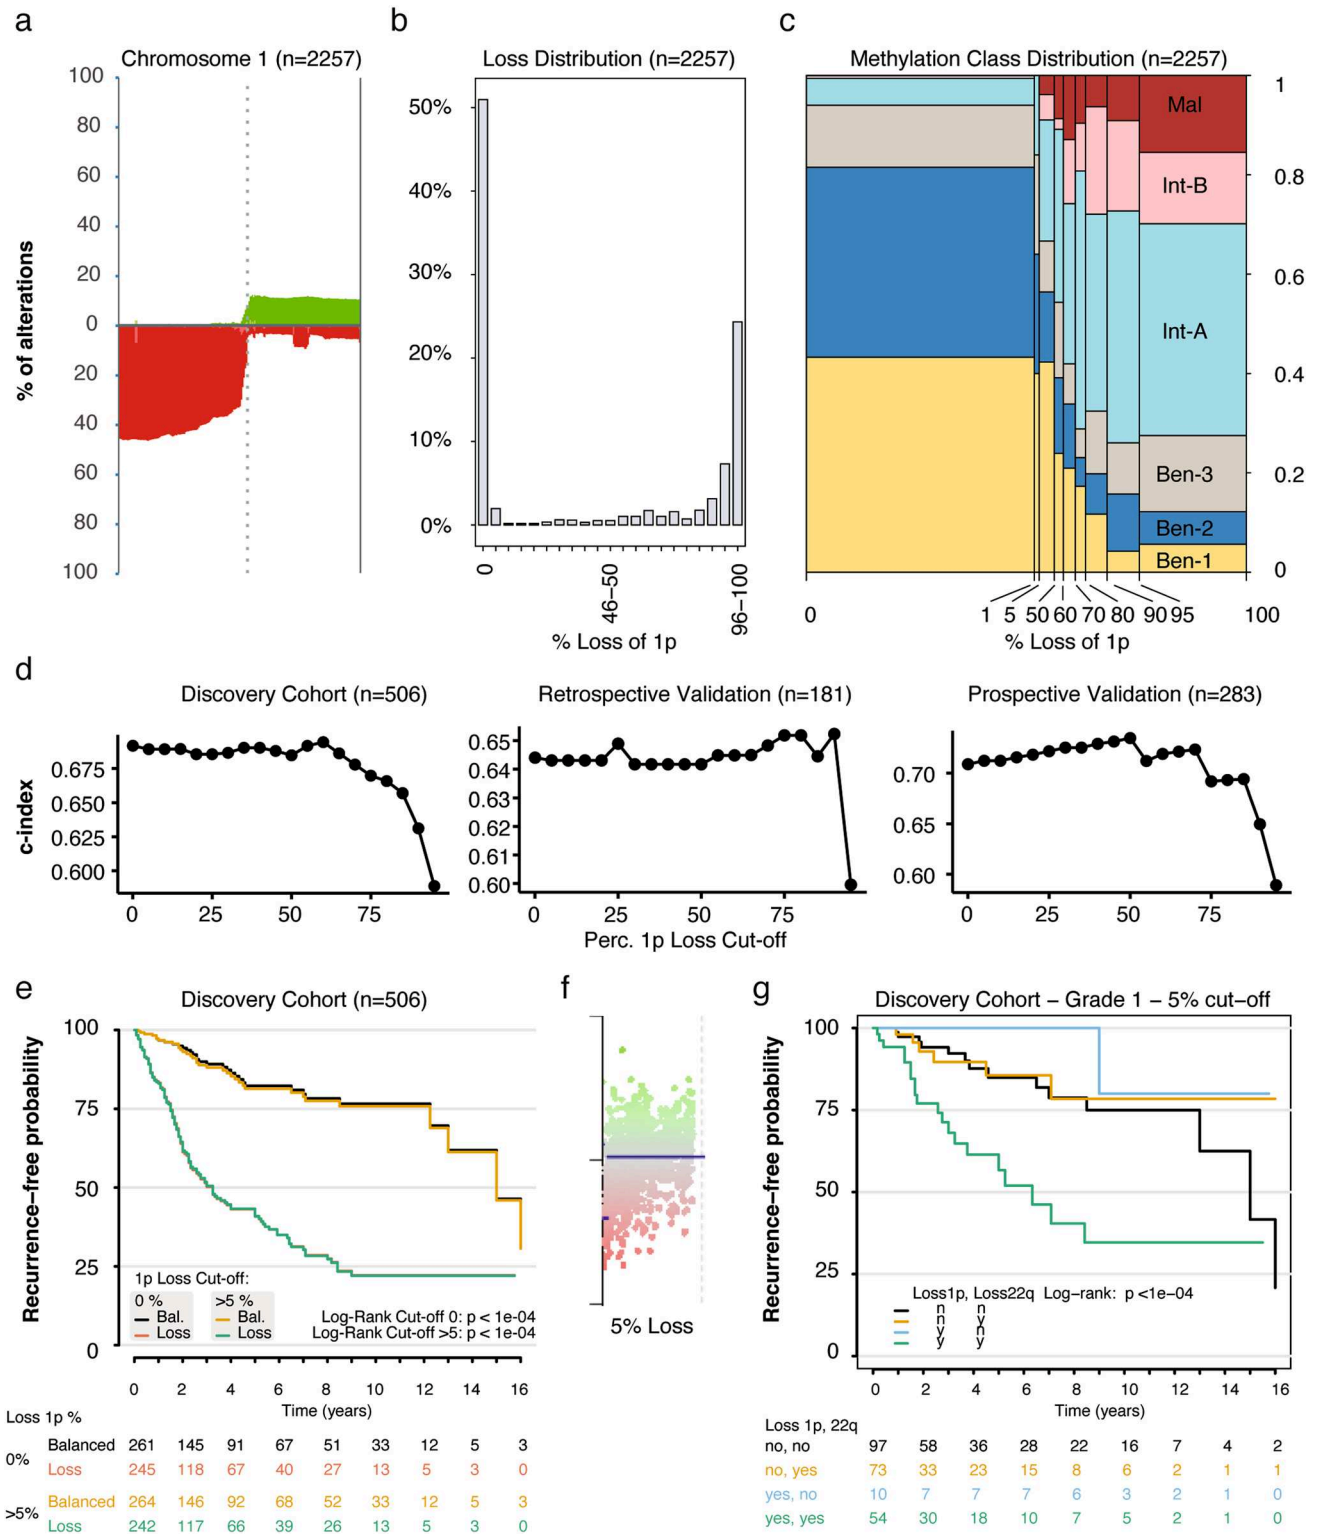 a
Chromosome 1 (n=2257)
100
80
60
40
20
0
20
40
60
80
100
% of alterations
b
Loss Distribution (n=2257)
50%
40%
30%
20%
10%
0%
0
46–50
96–100
% Loss of 1p
c
Methylation Class Distribution (n=2257)
Mal
Int-B
Int-A
Ben-3
Ben-2
Ben-1
1
0.8
0.6
0.4
0.2
0
0 1 5 50 60 70 80 90 95 100
% Loss of 1p
d
Discovery Cohort (n=506)
0.675
0.650
0.625
0.600
c-index
0 25 50 75
Retrospective Validation (n=181)
0.65
0.64
0.63
0.62
0.61
0.60
0 25 50 75
Perc. 1p Loss Cut-off
Prospective Validation (n=283)
0.70
0.65
0.60
0 25 50 75
e
Discovery Cohort (n=506)
Recurrence–free probability
100
75
50
25
0
1p Loss Cut-off:
0 % >5 %
Bal. Bal.
Loss Loss
Log-Rank Cut-off 0: p < 1e-04
Log-Rank Cut-off >5: p < 1e-04
0 2 4 6 8 10 12 14 16
Time (years)
Loss 1p %
0%
Balanced 261 145 91 67 51 33 12 5 3
Loss 245 118 67 40 27 13 5 3 0
>5%
Balanced 264 146 92 68 52 33 12 5 3
Loss 242 117 66 39 26 13 5 3 0
f
5% Loss
g
Discovery Cohort – Grade 1 – 5% cut–off
Recurrence–free probability
100
75
50
25
0
Loss1p, Loss22q Log–rank: p <1e–04
n n
n y
y n
y y
0 2 4 6 8 10 12 14 16
Time (years)
Loss 1p, 22q
no, no 97 58 36 28 22 16 7 4 2
no, yes 73 33 23 15 8 6 2 1 1
yes, no 10 7 7 7 6 3 2 1 0
yes, yes 54 30 18 10 7 5 2 1 0